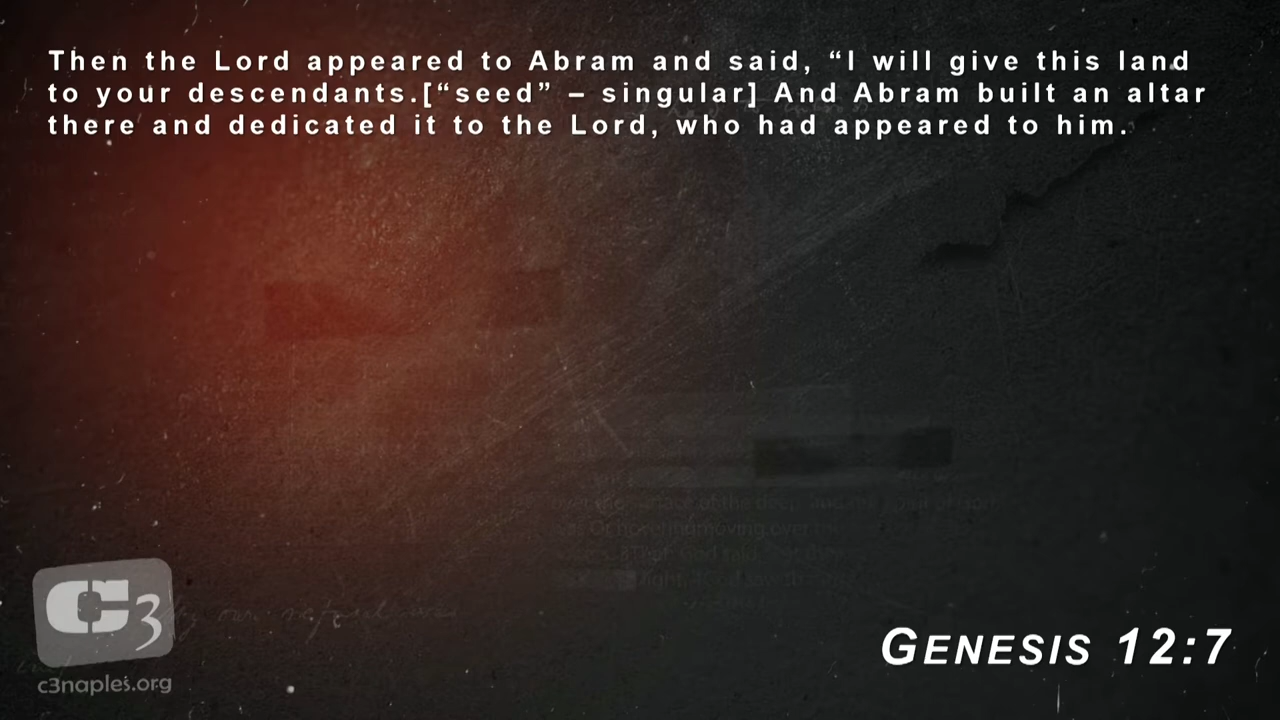 Then the Lord appeared to Abram and said, “I will give this land
to your descendants.[“seed” – singular] And Abram built an altar
there and dedicated it to the Lord, who had appeared to him.
C3
c3naples.org
GENESIS 12:7